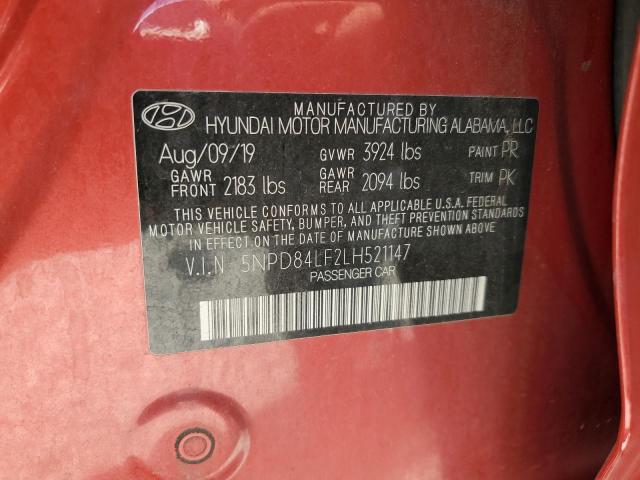 MANUFACTURED BY
HYUNDAI MOTOR MANUFACTURING ALABAMA, LLC
Aug/09/19 GVWR 3924 lbs PAINT PR
GAWR FRONT 2183 lbs GAWR REAR 2094 lbs TRIM PK
THIS VEHICLE CONFORMS TO ALL APPLICABLE U.S.A. FEDERAL
MOTOR VEHICLE SAFETY, BUMPER, AND THEFT PREVENTION STANDARDS
IN EFFECT ON THE DATE OF MANUFACTURE SHOWN ABOVE.
V.I.N. 5NPD84LF2LH521147
PASSENGER CAR